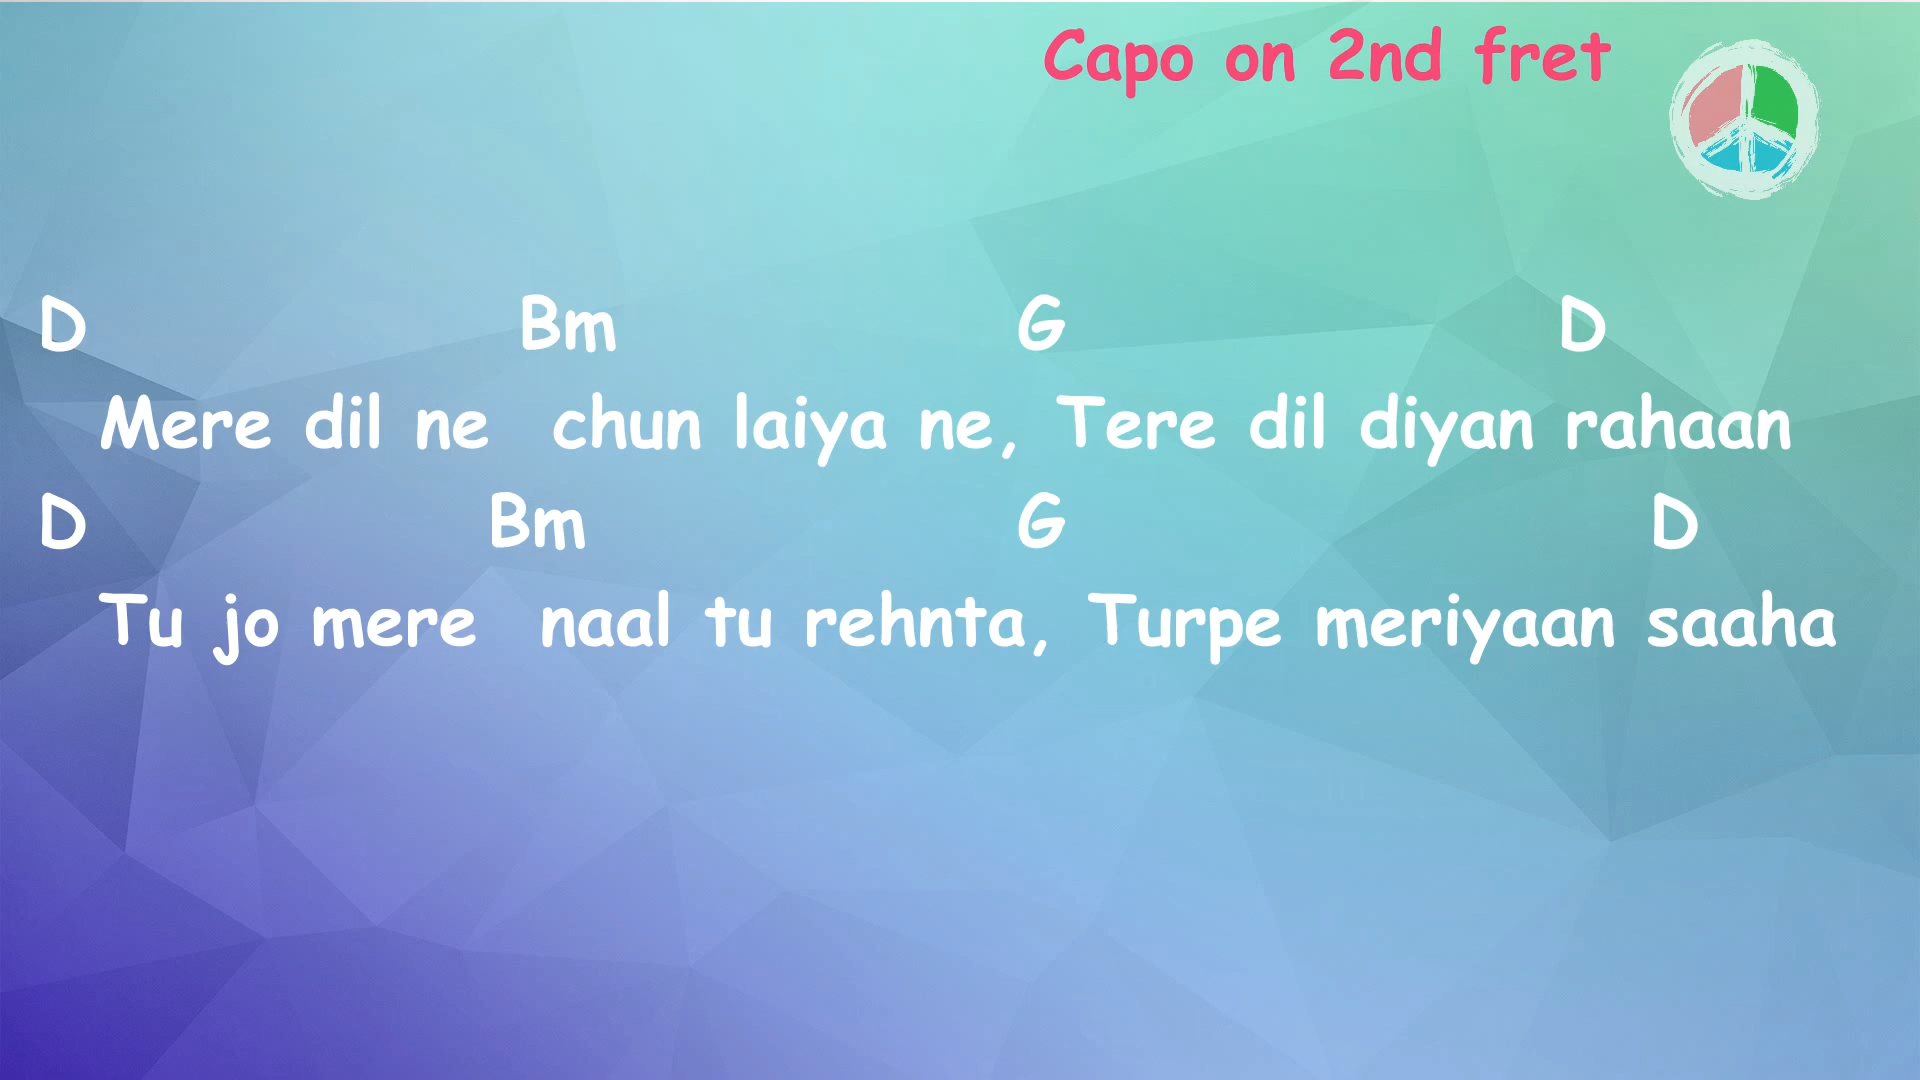 Capo on 2nd fret
D Bm G D
Mere dil ne chun laiya ne, Tere dil diyan rahaan
D Bm G D
Tu jo mere naal tu rehnta, Turpe meriyaan saaha